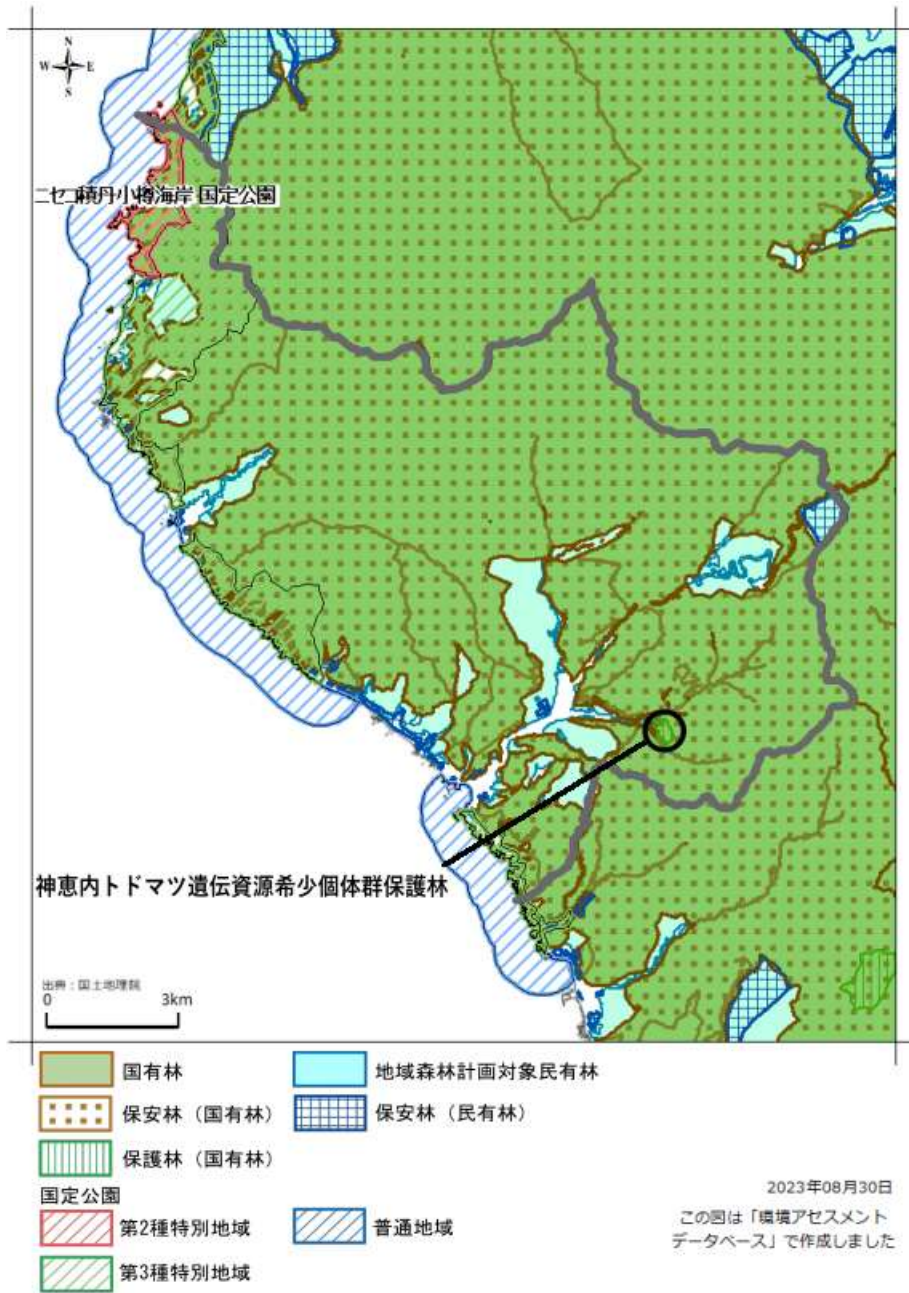 N
W E
S
ニセコ積丹小樽海岸 国定公園
神恵内トドマツ遺伝資源希少個体群保護林
出典:国土地理院
0 3km
国有林
地域森林計画対象民有林
保安林(国有林)
保安林(民有林)
保護林(国有林)
国定公園
第2種特別地域
普通地域
第3種特別地域
2023年08月30日
この図は「環境アセスメント
データベース」で作成しました